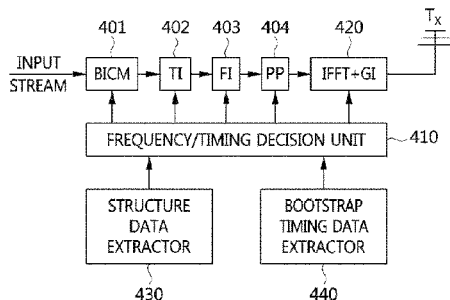 401 402 403 404 420 Tx
INPUT STREAM
BICM TI FI PP IFFT+GI
FREQUENCY/TIMING DECISION UNIT 410
STRUCTURE DATA EXTRACTOR
BOOTSTRAP TIMING DATA EXTRACTOR
430 440